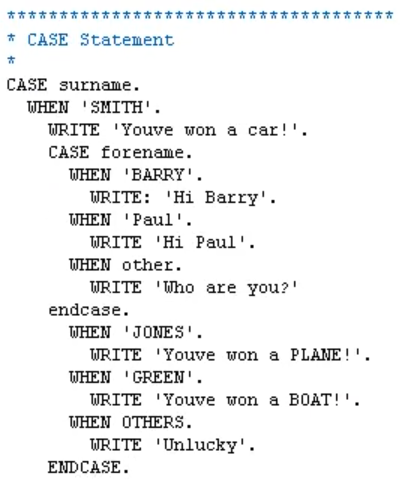 *************************************
* CASE Statement
*
CASE surname.
WHEN 'SMITH'.
WRITE 'Youve won a car!'.
CASE forename.
WHEN 'BARRY'.
WRITE: 'Hi Barry'.
WHEN 'Paul'.
WRITE 'Hi Paul'.
WHEN other.
WRITE 'Who are you?'
endcase.
WHEN 'JONES'.
WRITE 'Youve won a PLANE!'.
WHEN 'GREEN'.
WRITE 'Youve won a BOAT!'.
WHEN OTHERS.
WRITE 'Unlucky'.
ENDCASE.